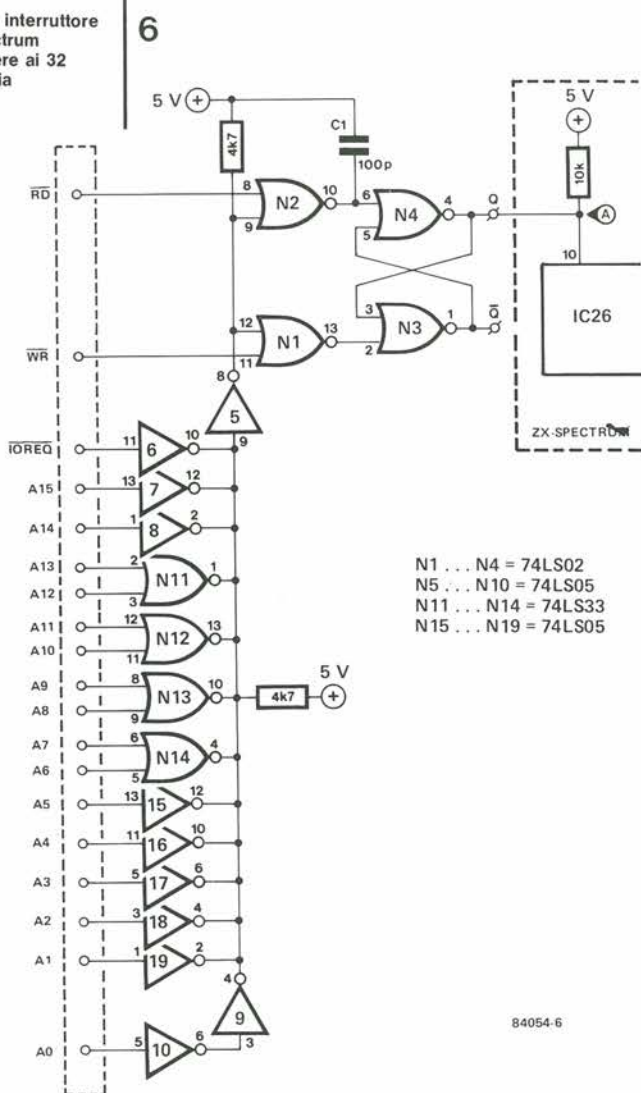 interruttore
ctrum
ere ai 32
ia
6
5 V
4k7
C1
100p
5 V
10k
A
10
IC26
ZX-SPECTRUM
RD
8
9
N2
10
6
5
N4
4
Q
12
11
N1
13
3
2
N3
1
Q
WR
8
5
9
IOREQ
11
6
10
A15
13
7
12
A14
1
8
2
A13
2
N11
1
A12
3
A11
12
N12
13
A10
11
A9
8
N13
10
A8
9
4k7
5 V
A7
6
N14
4
A6
5
A5
13
15
12
A4
11
16
10
A3
5
17
6
A2
3
18
4
A1
1
19
2
4
9
3
A0
5
10
6
N1 ... N4 = 74LS02
N5 ... N10 = 74LS05
N11 ... N14 = 74LS33
N15 ... N19 = 74LS05
84054-6